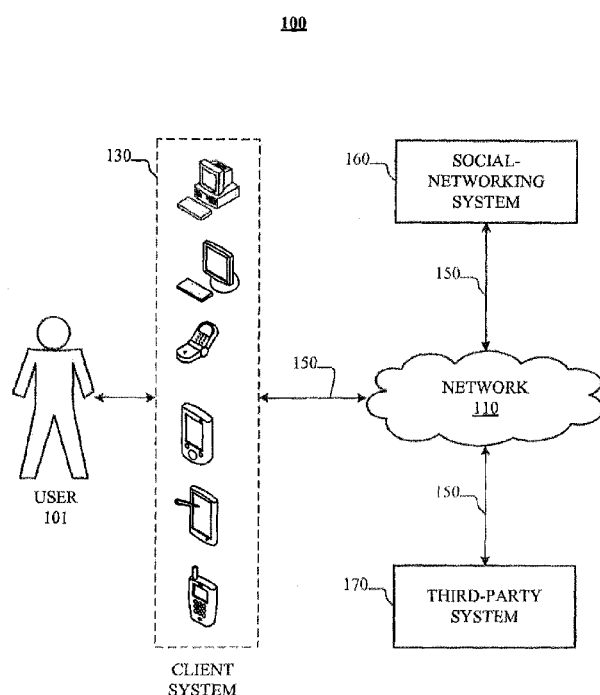 100
130
160
SOCIAL-
NETWORKING
SYSTEM
150
150
NETWORK
110
USER
101
150
170
THIRD-PARTY
SYSTEM
CLIENT
SYSTEM